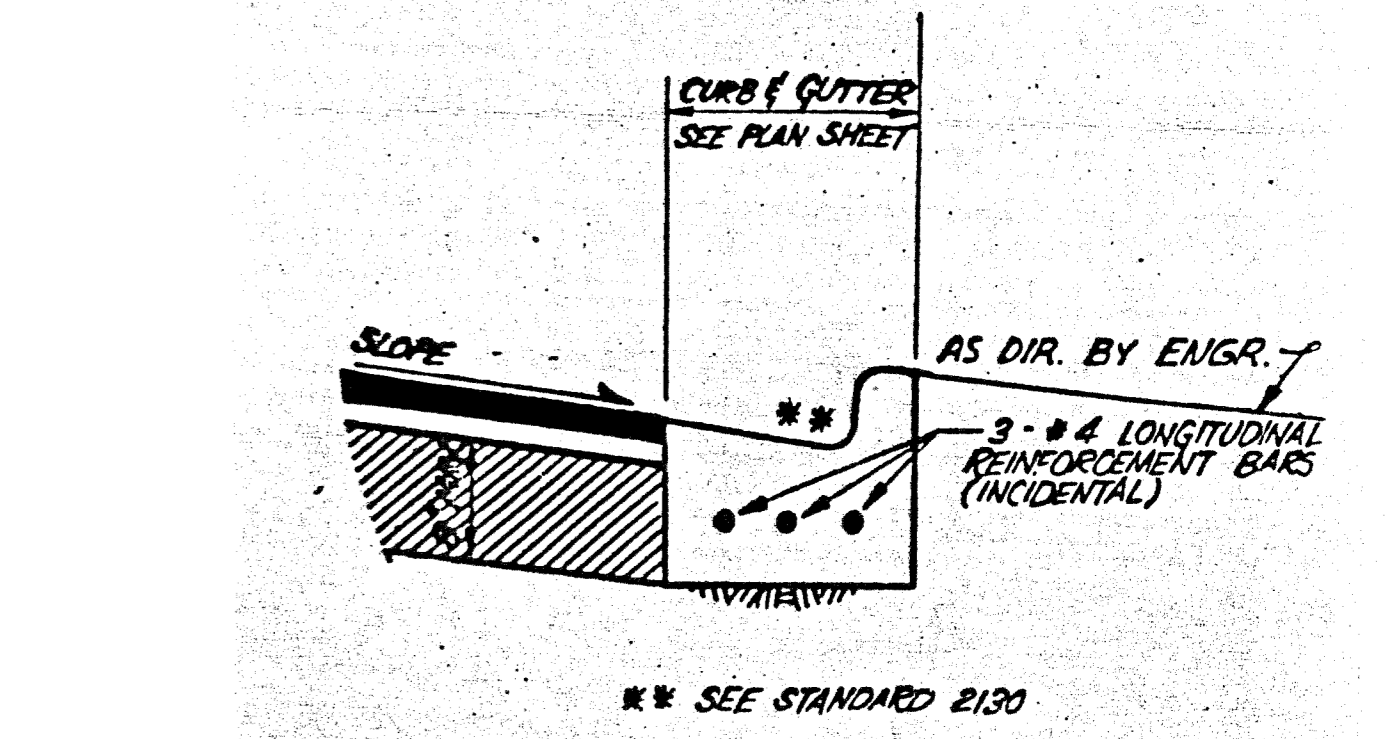 CURB & GUTTER
SEE PLAN SHEET
SLOPE
AS DIR. BY ENGR.
**
3 - #4 LONGITUDINAL
REINFORCEMENT BARS
(INCIDENTAL)
** SEE STANDARD 2130